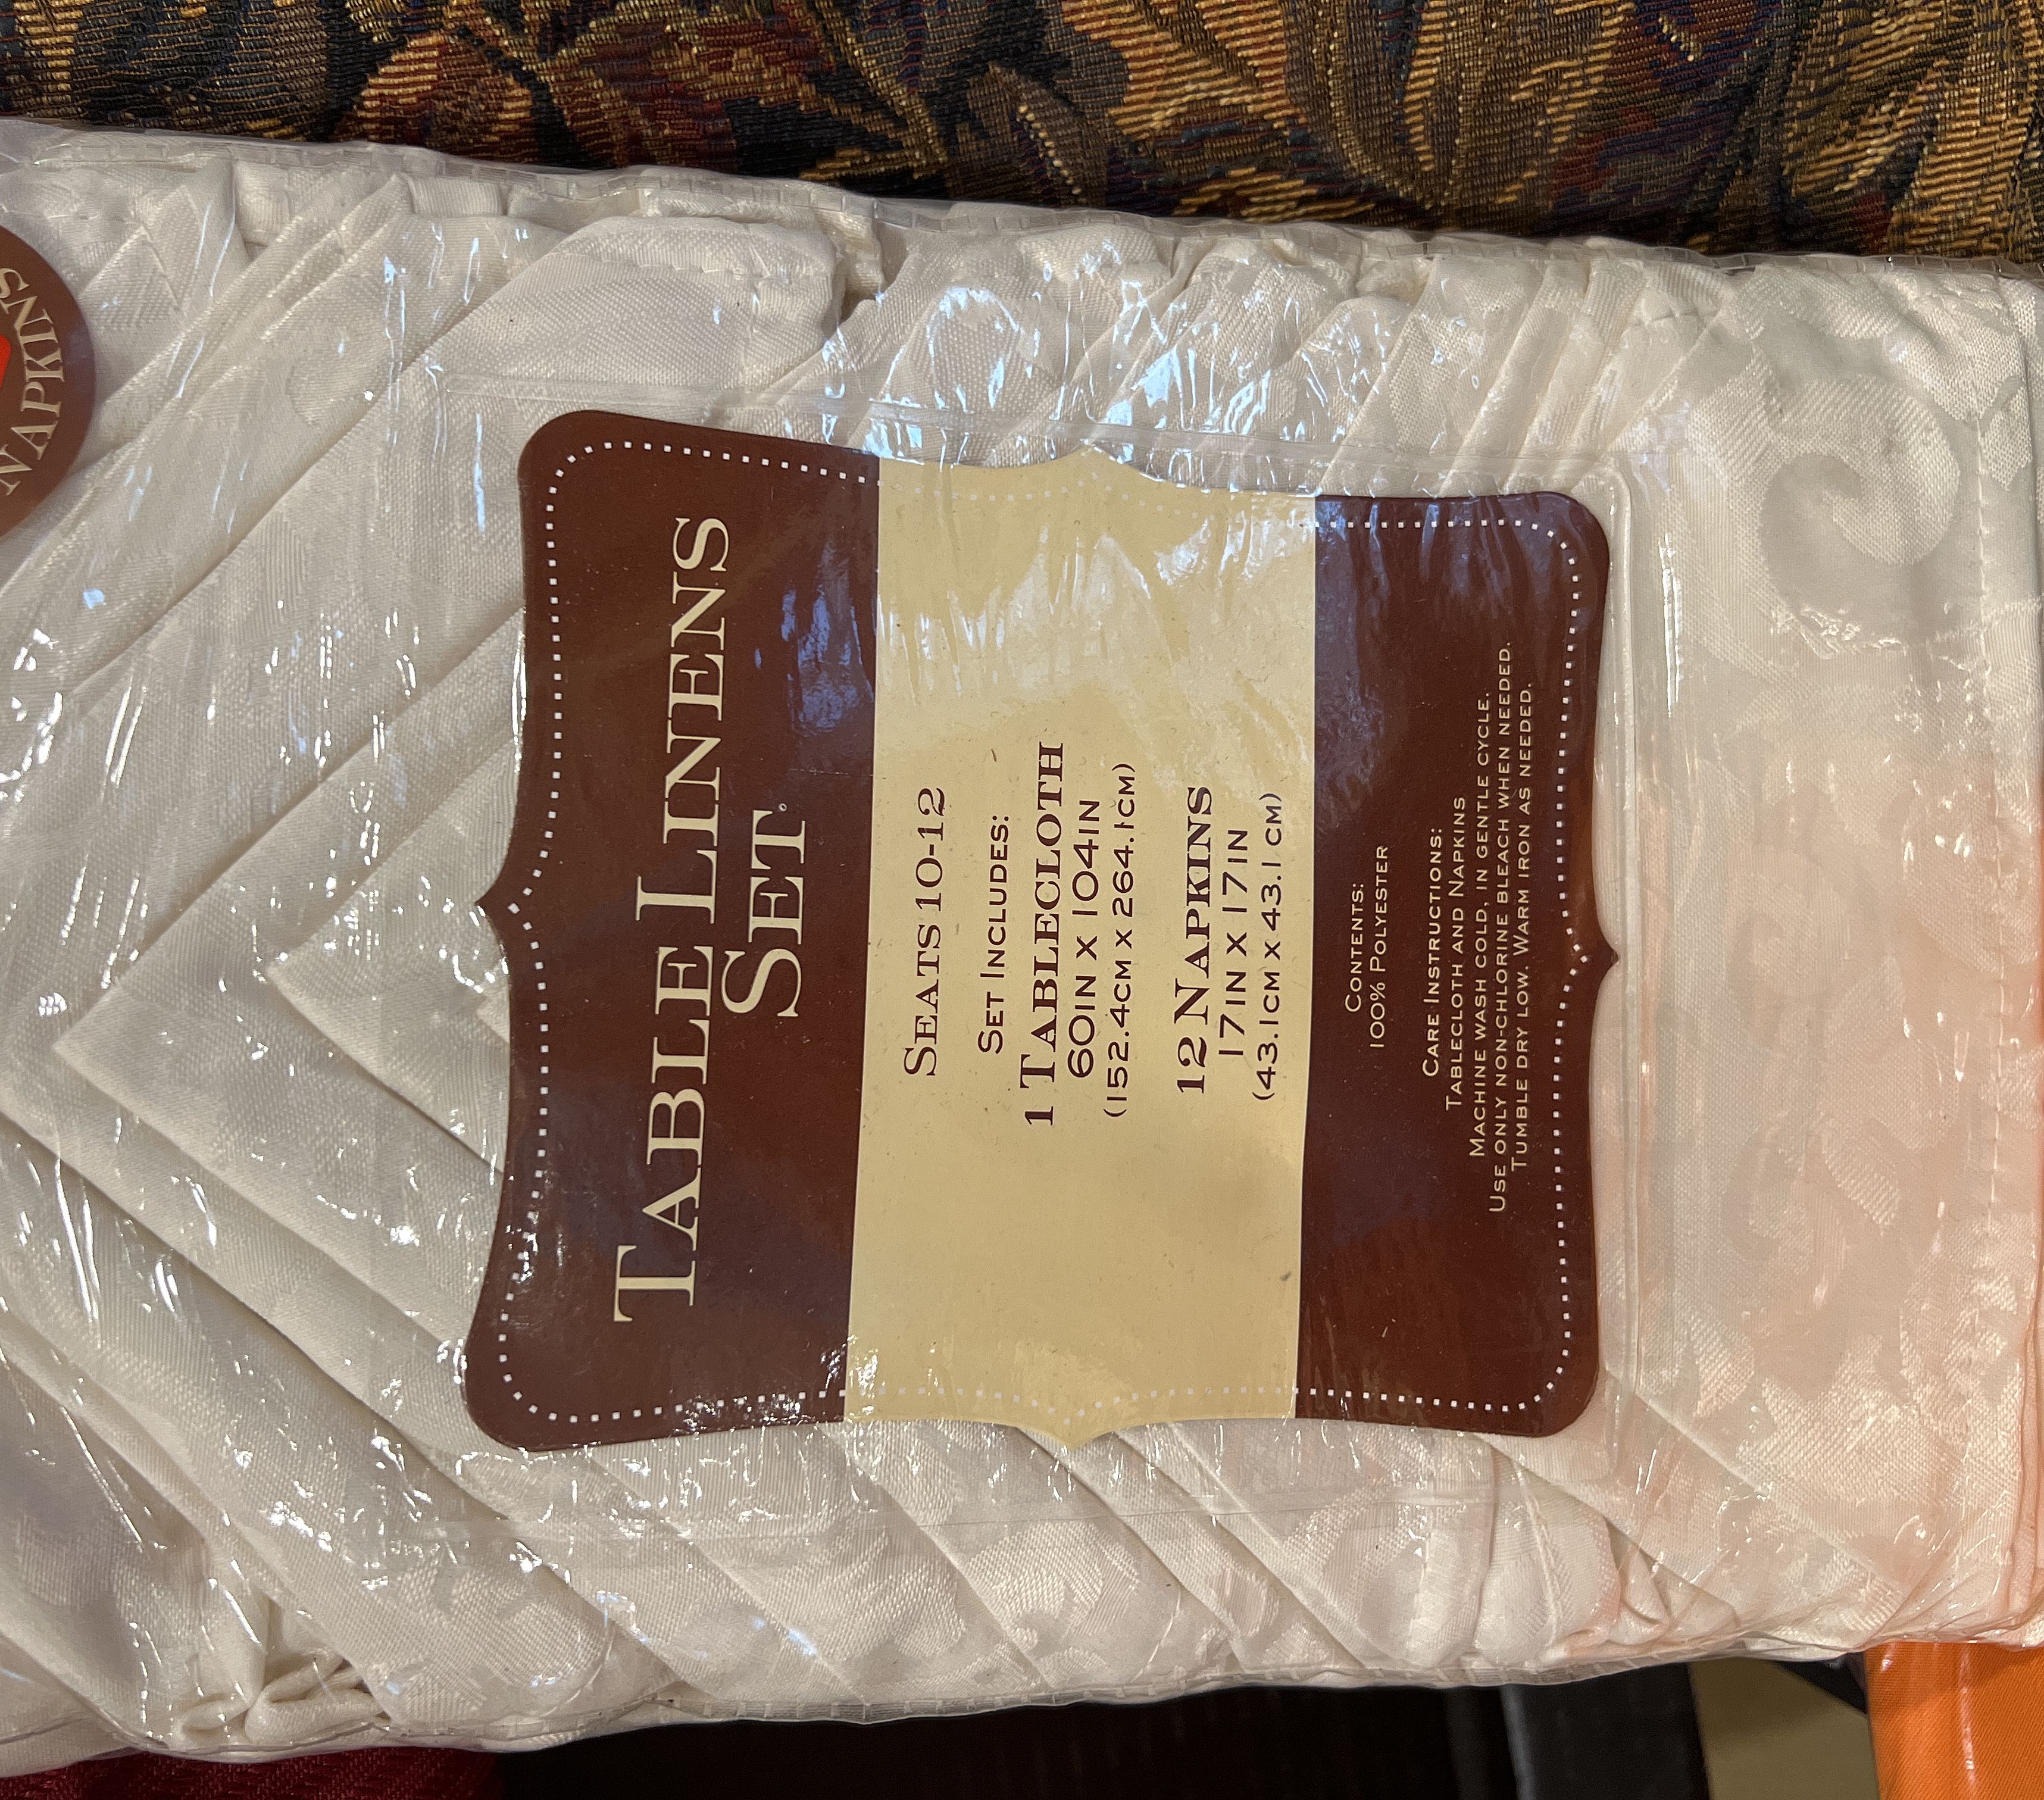 NAPKINS
TABLE LINENS
SET
SEATS 10-12
SET INCLUDES:
1 TABLECLOTH
60IN X 104IN
(152.4CM X 264.1CM)
12 NAPKINS
17IN X 17IN
(43.1CM X 43.1CM)
CONTENTS:
100% POLYESTER
CARE INSTRUCTIONS:
TABLECLOTH AND NAPKINS
MACHINE WASH COLD, IN GENTLE CYCLE.
USE ONLY NON-CHLORINE BLEACH WHEN NEEDED.
TUMBLE DRY LOW. WARM IRON AS NEEDED.